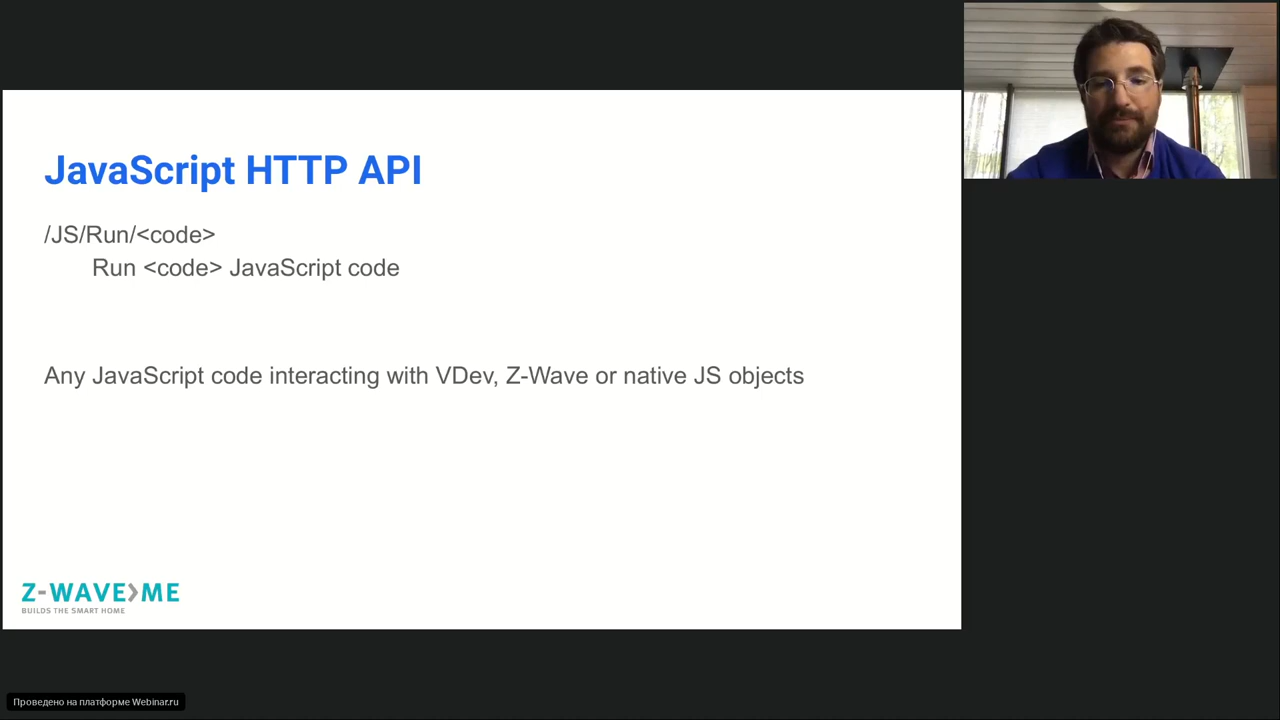 JavaScript HTTP API
/JS/Run/<code>
Run <code> JavaScript code
Any JavaScript code interacting with VDev, Z-Wave or native JS objects
Z-WAVE>ME
BUILDS THE SMART HOME
Проведено на платформе Webinar.ru